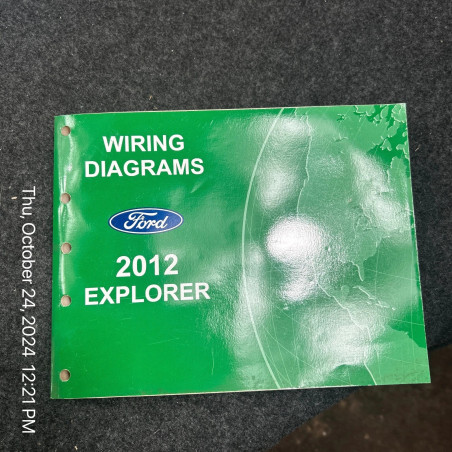 WIRING
DIAGRAMS
Ford
2012
EXPLORER
Thu, October 24, 2024 12:21 PM